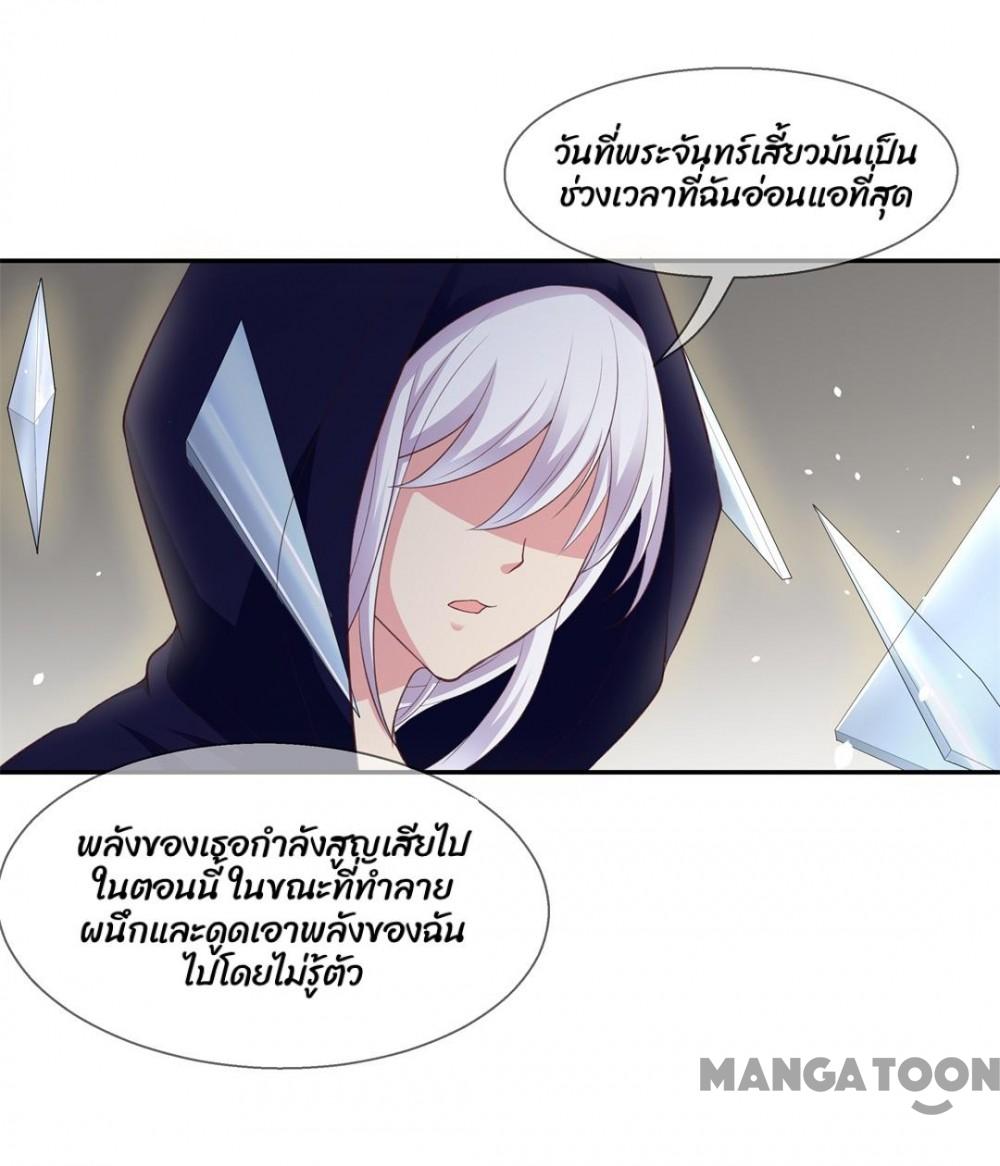 วันที่พระจันทร์เสี้ยวมันเป็น
ช่วงเวลาที่ฉันอ่อนแอที่สุด
พลังของเธอกำลังสูญเสียไป
ในตอนนี้ ในขณะที่ทำลาย
ผนึกและดูดเอาพลังของฉัน
ไปโดยไม่รู้ตัว
MANGATOON